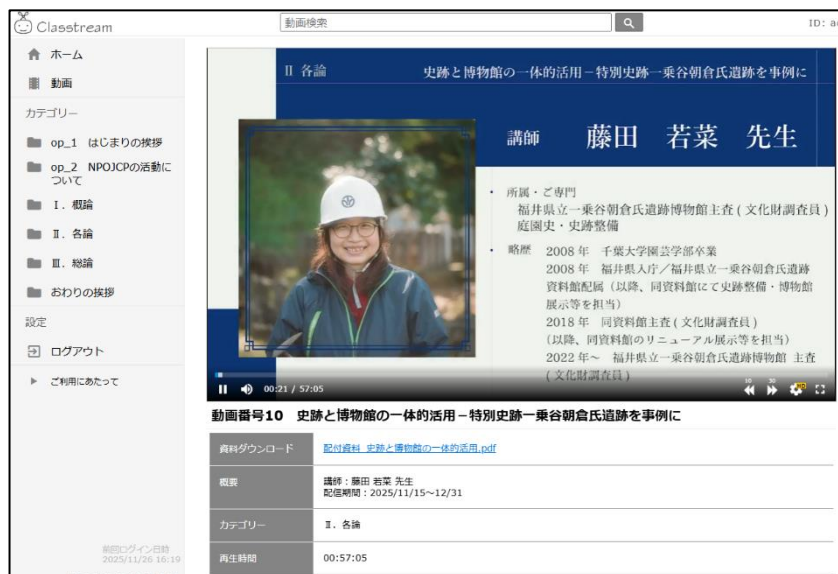 Classtream
動画検索
ID: a
ホーム
動画
カテゴリー
op_1 はじまりの挨拶
op_2 NPOJCPの活動に
ついて
Ⅰ．概論
Ⅱ．各論
Ⅲ．総論
おわりの挨拶
設定
ログアウト
ご利用にあたって
前回ログイン日時
2025/11/26 16:19
Ⅱ 各論 史跡と博物館の一体的活用－特別史跡一乗谷朝倉氏遺跡を事例に
講師 藤田 若菜 先生
・ 所属・ご専門
福井県立一乗谷朝倉氏遺跡博物館主査(文化財調査員)
庭園史・史跡整備
・ 略歴 2008年 千葉大学園芸学部卒業
2008年 福井県入庁／福井県立一乗谷朝倉氏遺跡
資料館配属（以降、同資料館にて史跡整備・博物館
展示等を担当）
2018年 同資料館主査(文化財調査員)
（以降、同資料館のリニューアル展示等を担当）
2022年～ 福井県立一乗谷朝倉氏遺跡博物館 主査
(文化財調査員)
00:21 / 57:05
10 30 HD
動画番号10 史跡と博物館の一体的活用－特別史跡一乗谷朝倉氏遺跡を事例に
資料ダウンロード 配付資料_史跡と博物館の一体的活用.pdf
概要 講師：藤田 若菜 先生
配信期間：2025/11/15～12/31
カテゴリー Ⅱ．各論
再生時間 00:57:05